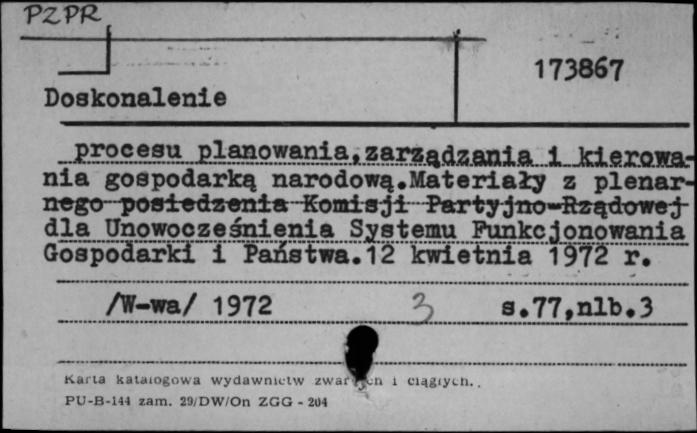 PZPR
173867
Doskonalenie
procesu planowania,zarządzania i kierowa-
nia gospodarką narodową.Materiały z plenar-
nego posiedzenia Komisji Partyjno-Rządowej
dla Unowocześnienia Systemu Funkcjonowania
Gospodarki i Państwa.12 kwietnia 1972 r.
/W-wa/ 1972 3 s.77,nlb.3
Karta katalogowa wydawnictw zwartych i ciągłych.
PU-B-144 zam. 29/DW/On ZGG - 204